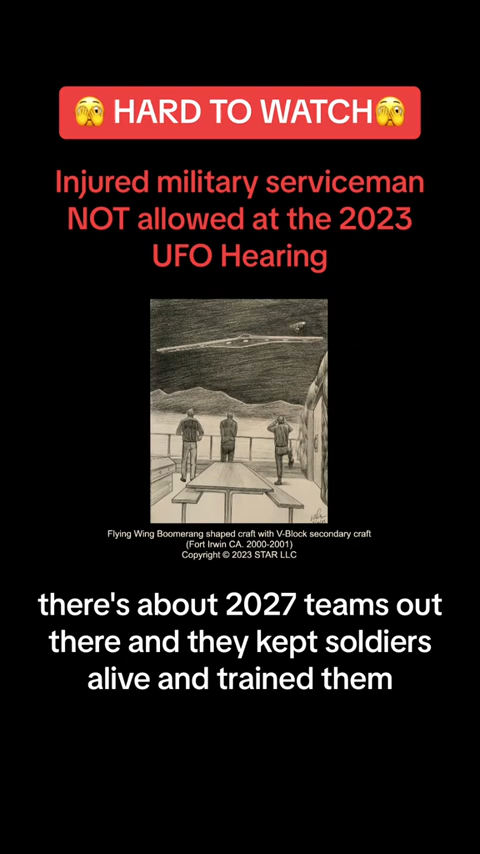 🫣 HARD TO WATCH🫣
Injured military serviceman
NOT allowed at the 2023
UFO Hearing
Flying Wing Boomerang shaped craft with V-Block secondary craft
(Fort Irwin CA. 2000-2001)
Copyright © 2023 STAR LLC
there's about 2027 teams out
there and they kept soldiers
alive and trained them